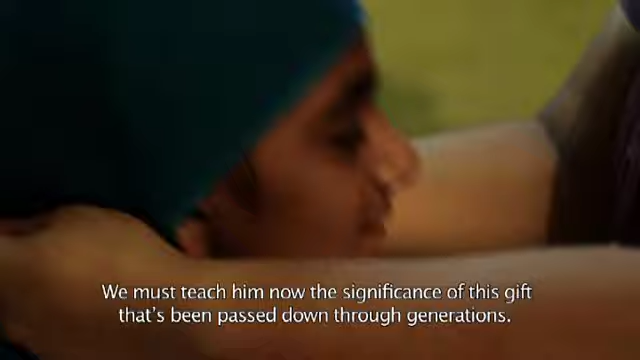 We must teach him now the significance of this gift
that's been passed down through generations.